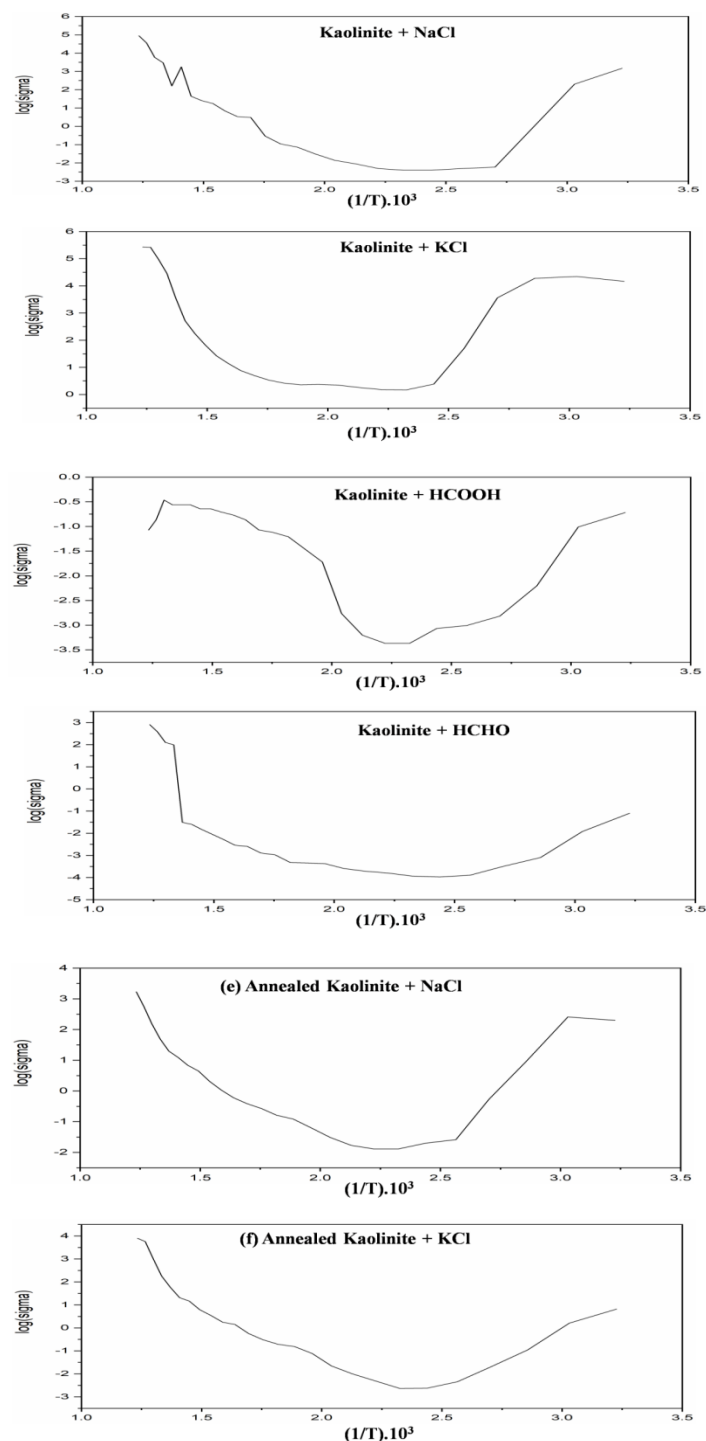 Kaolinite + NaCl
log(sigma)
6
5
4
3
2
1
0
-1
-2
-3
1.0 1.5 2.0 2.5 3.0 3.5
(1/T).10³
Kaolinite + KCl
log(sigma)
6
5
4
3
2
1
0
1.0 1.5 2.0 2.5 3.0 3.5
(1/T).10³
Kaolinite + HCOOH
log(sigma)
0.0
-0.5
-1.0
-1.5
-2.0
-2.5
-3.0
-3.5
1.0 1.5 2.0 2.5 3.0 3.5
(1/T).10³
Kaolinite + HCHO
log(sigma)
3
2
1
0
-1
-2
-3
-4
-5
1.0 1.5 2.0 2.5 3.0 3.5
(1/T).10³
(e) Annealed Kaolinite + NaCl
log(sigma)
4
3
2
1
0
-1
-2
1.0 1.5 2.0 2.5 3.0 3.5
(1/T).10³
(f) Annealed Kaolinite + KCl
log(sigma)
4
3
2
1
0
-1
-2
-3
1.0 1.5 2.0 2.5 3.0 3.5
(1/T).10³